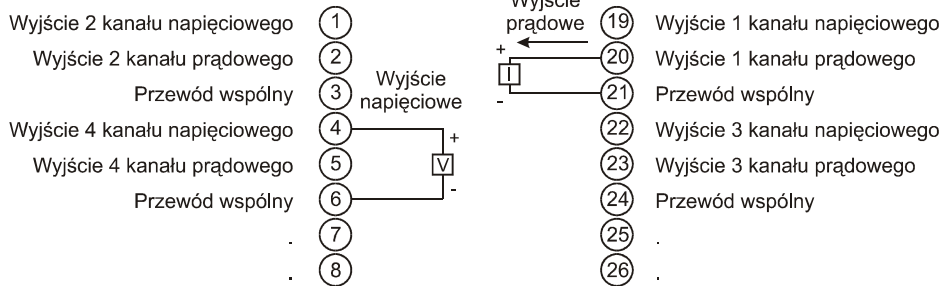 Wyjście 2 kanału napięciowego 1
Wyjście 2 kanału prądowego 2
Przewód wspólny 3
Wyjście 4 kanału napięciowego 4
Wyjście 4 kanału prądowego 5
Przewód wspólny 6
. 7
. 8
Wyjście
napięciowe
+
V
-
Wyjście
prądowe
+
I
-
19 Wyjście 1 kanału napięciowego
20 Wyjście 1 kanału prądowego
21 Przewód wspólny
22 Wyjście 3 kanału napięciowego
23 Wyjście 3 kanału prądowego
24 Przewód wspólny
25 .
26 .